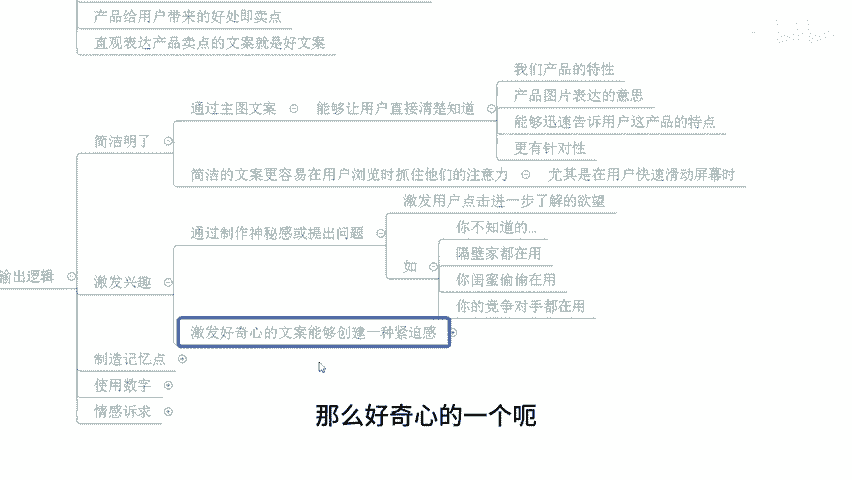 产品给用户带来的好处即卖点
直观表达产品卖点的文案就是好文案
输出逻辑
简洁明了
通过主图文案
能够让用户直接清楚知道
我们产品的特性
产品图片表达的意思
能够迅速告诉用户这产品的特点
更有针对性
简洁的文案更容易在用户浏览时抓住他们的注意力
尤其是在用户快速滑动屏幕时
激发兴趣
通过制作神秘感或提出问题
激发用户点击进一步了解的欲望
如
你不知道的...
隔壁家都在用
你闺蜜偷偷在用
你的竞争对手都在用
激发好奇心的文案能够创建一种紧迫感
制造记忆点
使用数字
情感诉求
那么好奇心的一个呃